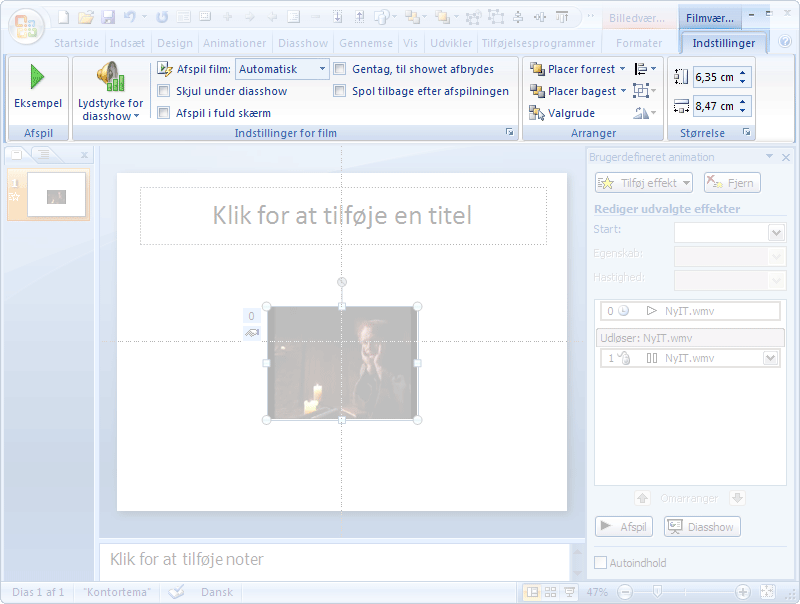 Billedvær... Filmvær...
Startside Indsæt Design Animationer Diasshow Gennemse Vis Udvikler Tilføjelsesprogrammer Formater Indstillinger
Eksempel
Afspil
Lydstyrke for
diasshow
Afspil film: Automatisk
Skjul under diasshow
Afspil i fuld skærm
Gentag, til showet afbrydes
Spol tilbage efter afspilningen
Indstillinger for film
Placer forrest
Placer bagest
Valgrude
Arranger
6,35 cm
8,47 cm
Størrelse
1
Klik for at tilføje en titel
0
Klik for at tilføje noter
Brugerdefineret animation
Tilføj effekt Fjern
Rediger udvalgte effekter
Start:
Egenskab:
Hastighed:
0 NyIT.wmv
Udløser: NyIT.wmv
1 NyIT.wmv
Omarranger
Afspil Diasshow
Autoindhold
Dias 1 af 1 "Kontortema" Dansk 47%